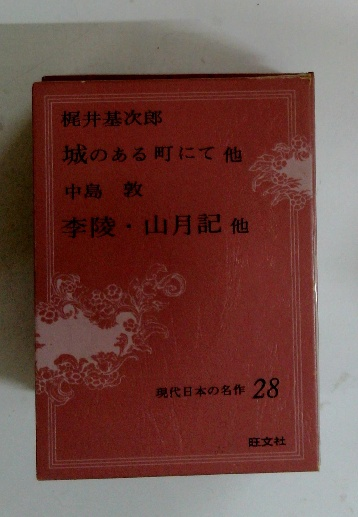 梶井基次郎
城のある町にて 他
中島 敦
李陵・山月記 他
現代日本の名作 28
旺文社